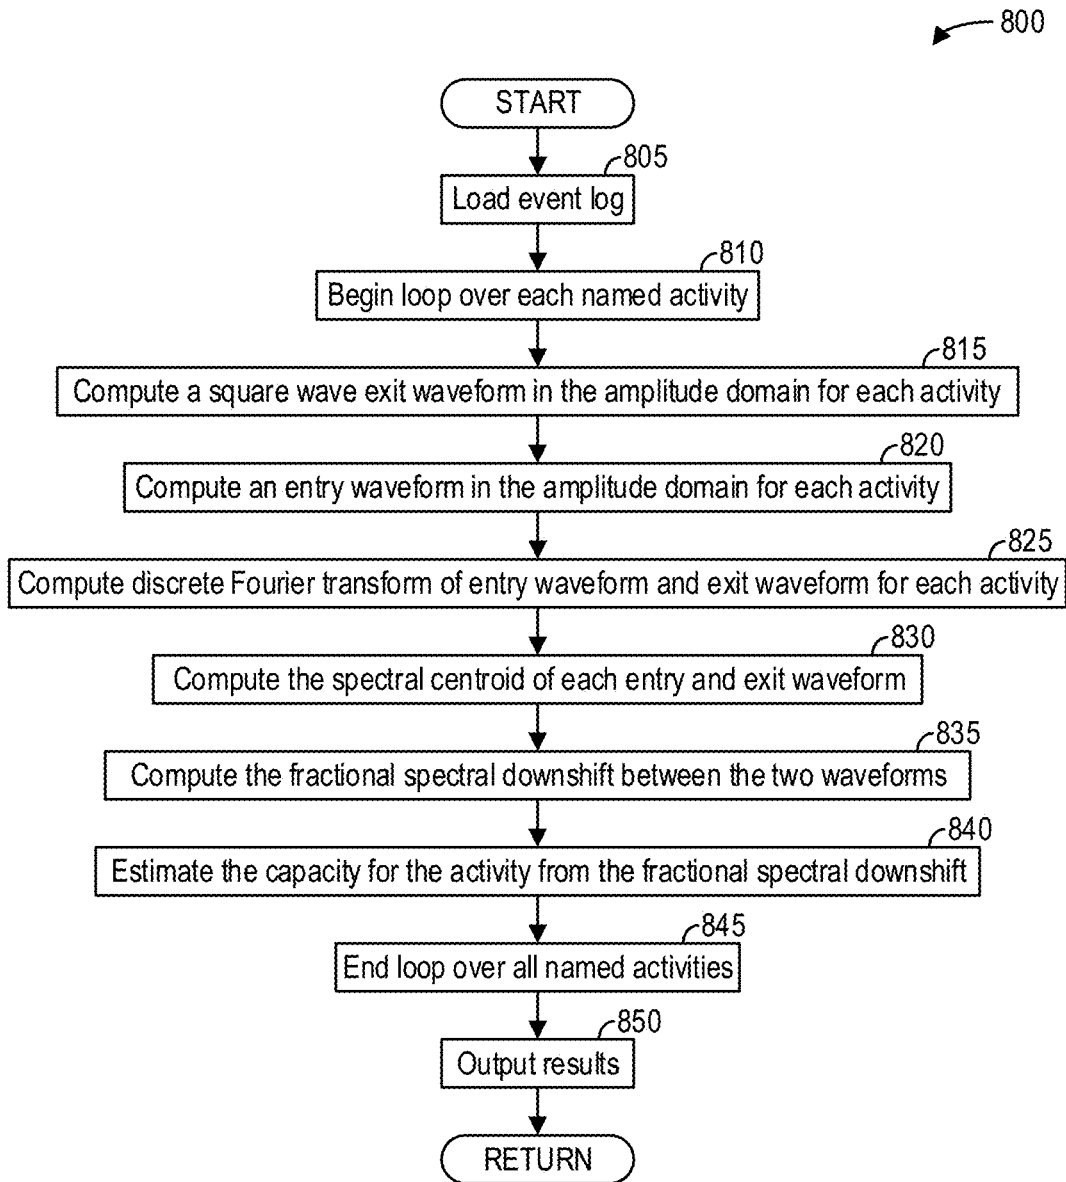 800
START
805
Load event log
810
Begin loop over each named activity
815
Compute a square wave exit waveform in the amplitude domain for each activity
820
Compute an entry waveform in the amplitude domain for each activity
825
Compute discrete Fourier transform of entry waveform and exit waveform for each activity
830
Compute the spectral centroid of each entry and exit waveform
835
Compute the fractional spectral downshift between the two waveforms
840
Estimate the capacity for the activity from the fractional spectral downshift
845
End loop over all named activities
850
Output results
RETURN